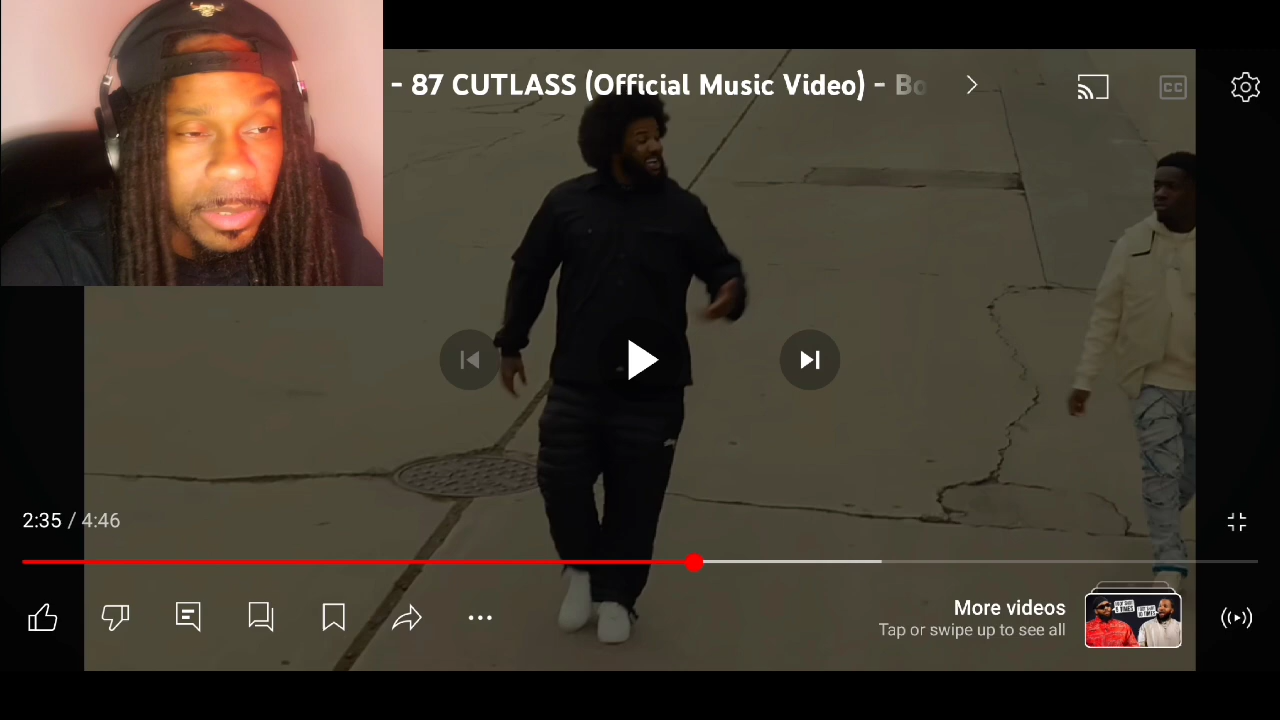 - 87 CUTLASS (Official Music Video) - Bo
CC
2:35 / 4:46
More videos
Tap or swipe up to see all